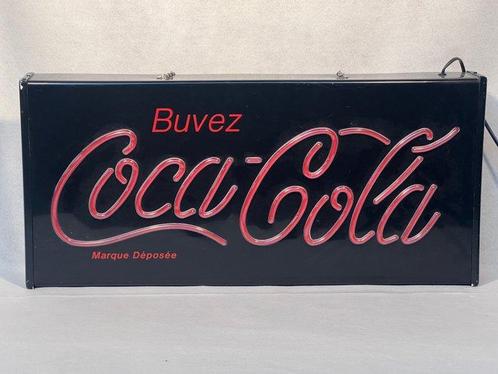 Buvez
Coca-Cola
Marque Déposée